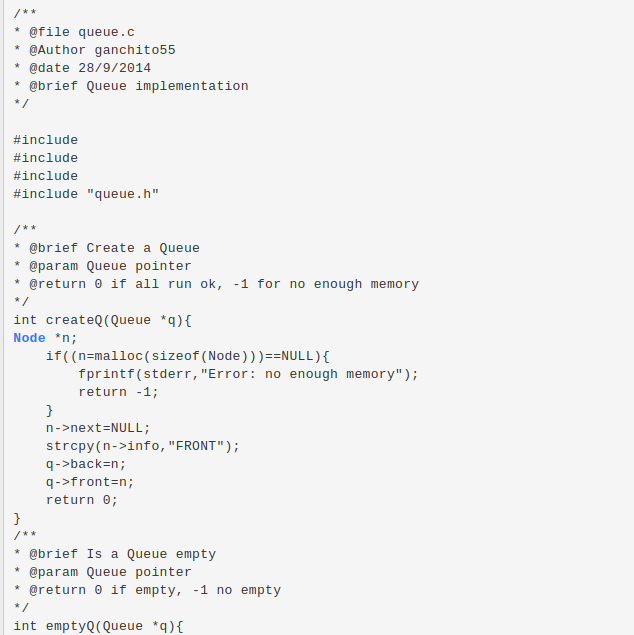 /**
* @file queue.c
* @Author ganchito55
* @date 28/9/2014
* @brief Queue implementation
*/

#include
#include
#include
#include "queue.h"

/**
* @brief Create a Queue
* @param Queue pointer
* @return 0 if all run ok, -1 for no enough memory
*/
int createQ(Queue *q){
Node *n;
    if((n=malloc(sizeof(Node)))==NULL){
        fprintf(stderr,"Error: no enough memory");
        return -1;
    }
    n->next=NULL;
    strcpy(n->info,"FRONT");
    q->back=n;
    q->front=n;
    return 0;
}
/**
* @brief Is a Queue empty
* @param Queue pointer
* @return 0 if empty, -1 no empty
*/
int emptyQ(Queue *q){